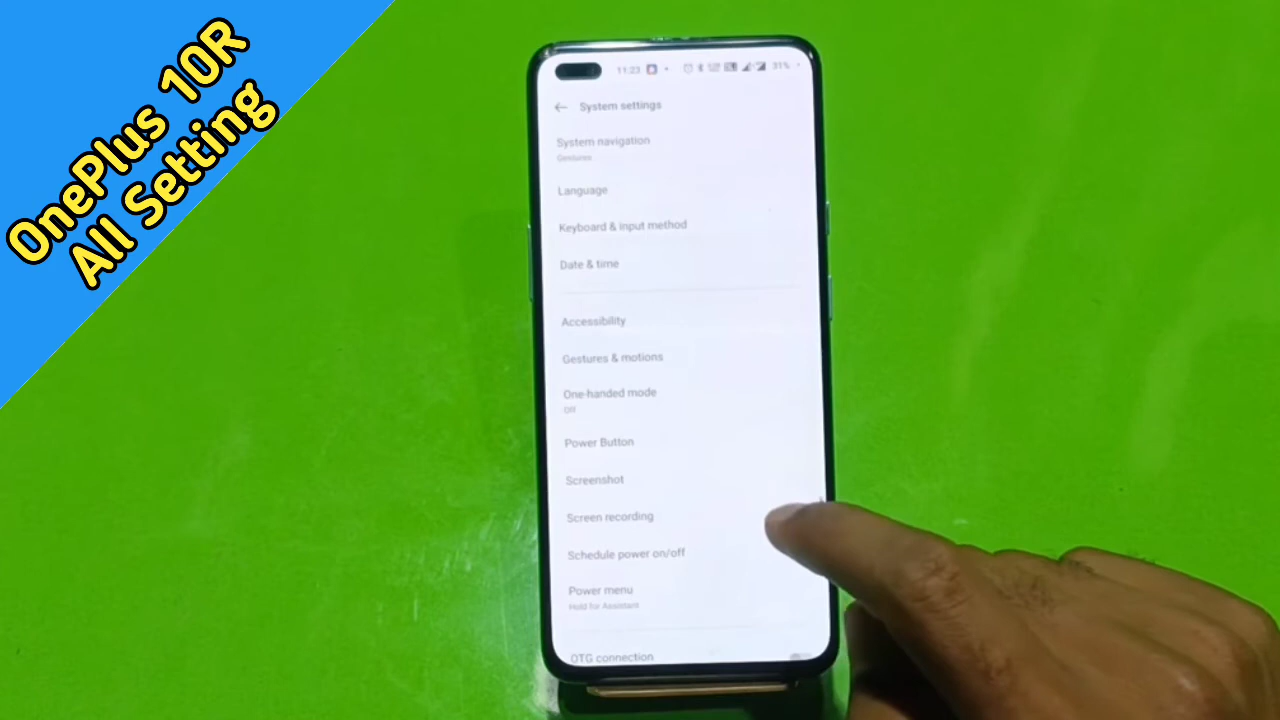 OnePlus 10R
All Setting
11:23
31%
System settings
System navigation
Gestures
Language
Keyboard & input method
Date & time
Accessibility
Gestures & motions
One-handed mode
Off
Power Button
Screenshot
Screen recording
Schedule power on/off
Power menu
Hold for Assistant
OTG connection